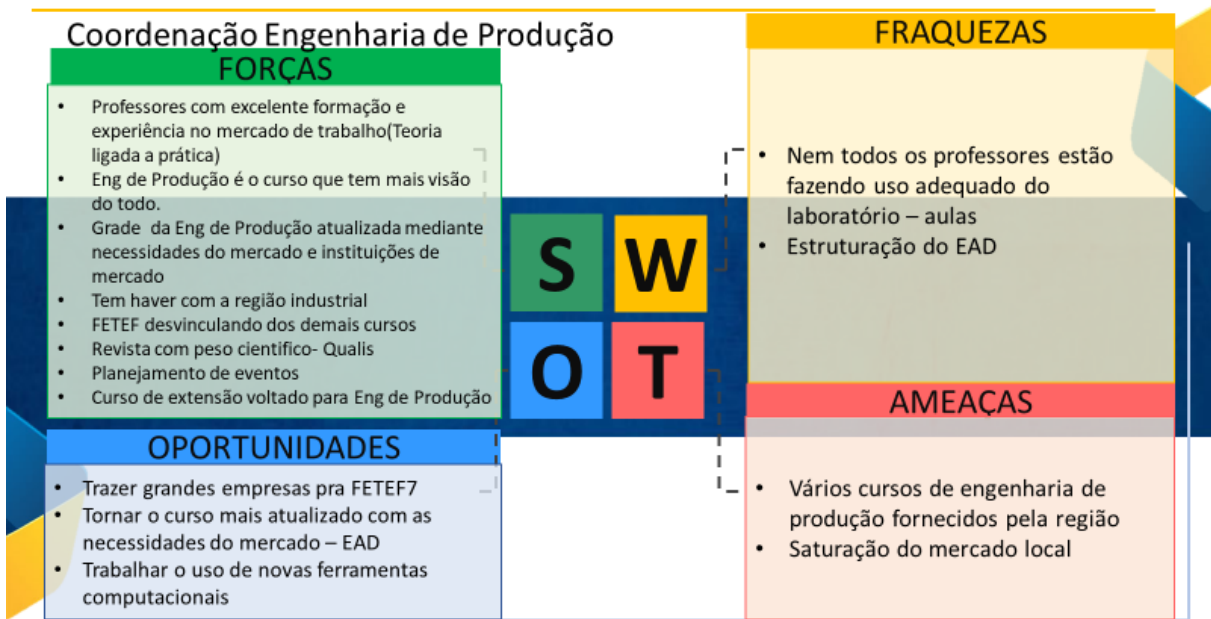 Coordenação Engenharia de Produção
FORÇAS
• Professores com excelente formação e
experiência no mercado de trabalho(Teoria
ligada a prática)
• Eng de Produção é o curso que tem mais visão
do todo.
• Grade da Eng de Produção atualizada mediante
necessidades do mercado e instituições de
mercado
• Tem haver com a região industrial
• FETEF desvinculando dos demais cursos
• Revista com peso cientifico- Qualis
• Planejamento de eventos
• Curso de extensão voltado para Eng de Produção
FRAQUEZAS
• Nem todos os professores estão
fazendo uso adequado do
laboratório – aulas
• Estruturação do EAD
S W
O T
OPORTUNIDADES
• Trazer grandes empresas pra FETEF7
• Tornar o curso mais atualizado com as
necessidades do mercado – EAD
• Trabalhar o uso de novas ferramentas
computacionais
AMEAÇAS
• Vários cursos de engenharia de
produção fornecidos pela região
• Saturação do mercado local